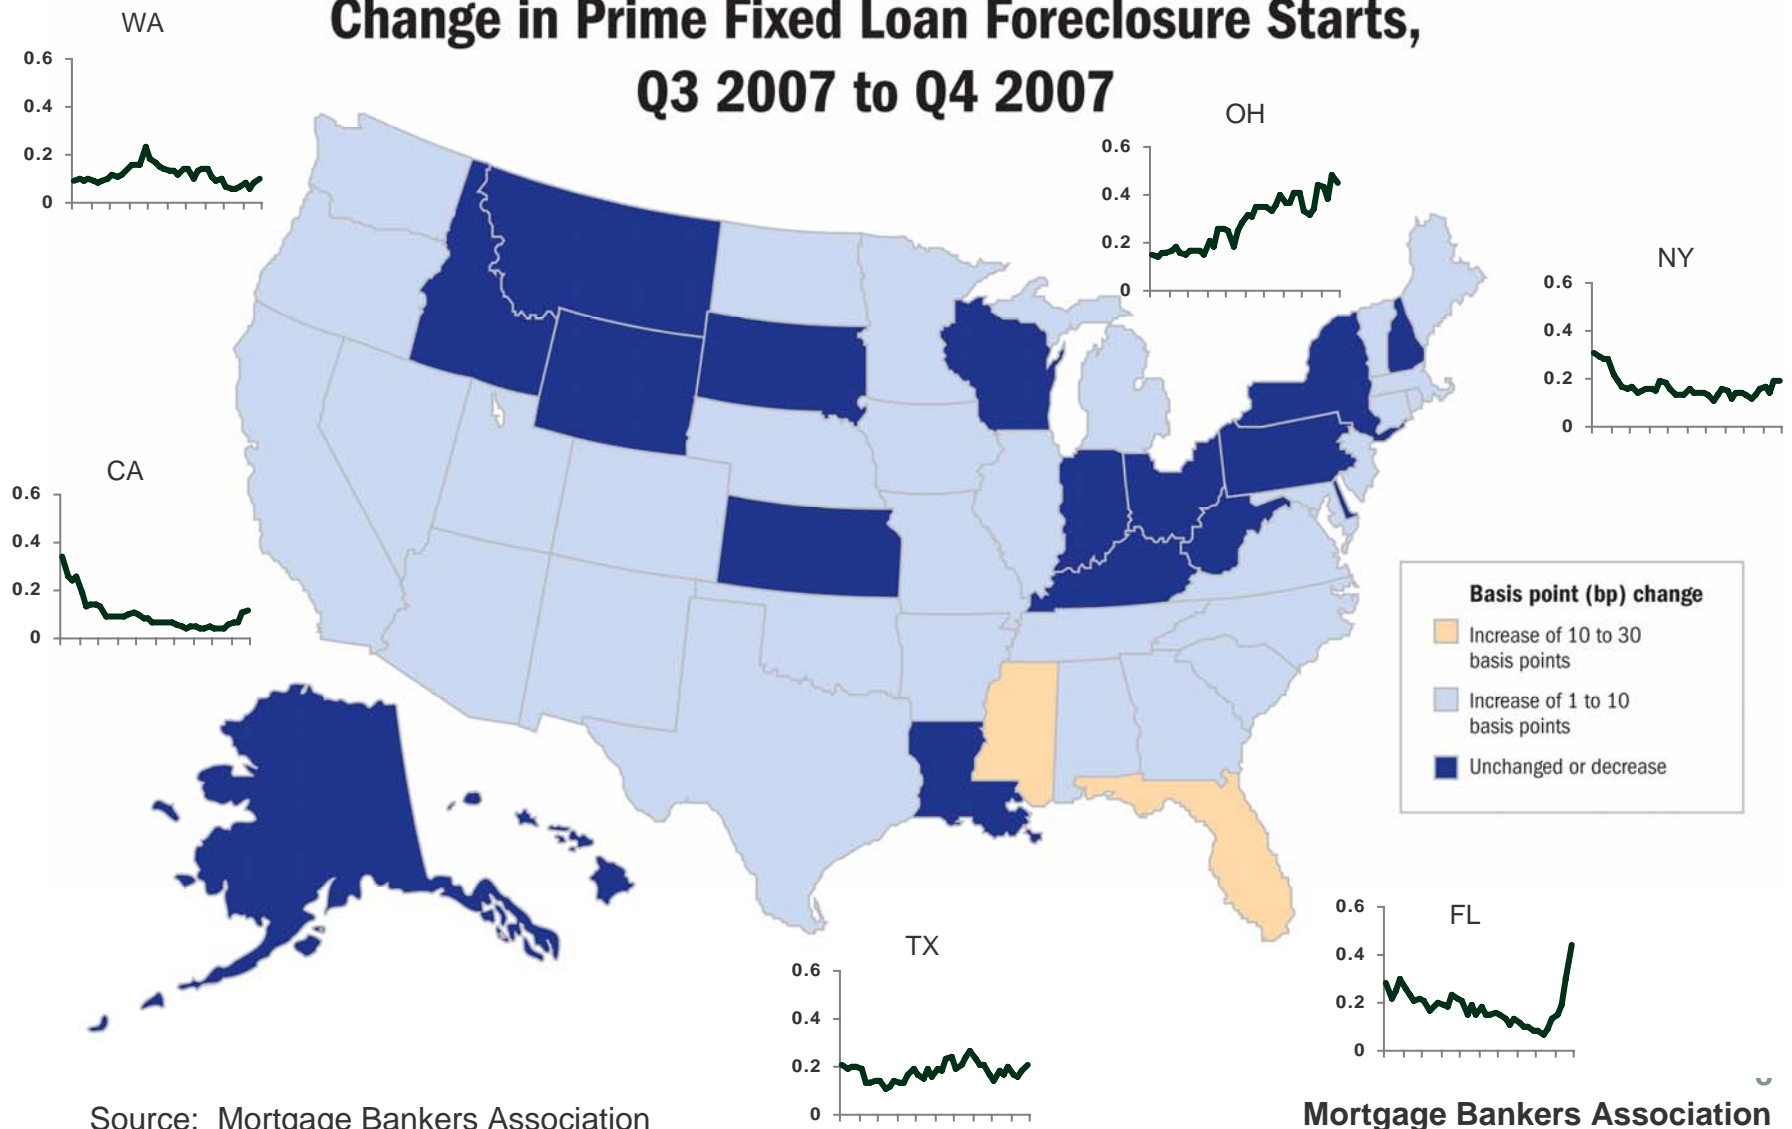 Change in Prime Fixed Loan Foreclosure Starts,
Q3 2007 to Q4 2007
WA
0.6
0.4
0.2
0
OH
0.6
0.4
0.2
0
NY
0.6
0.4
0.2
0
CA
0.6
0.4
0.2
0
Basis point (bp) change
Increase of 10 to 30
basis points
Increase of 1 to 10
basis points
Unchanged or decrease
FL
0.6
0.4
0.2
0
TX
0.6
0.4
0.2
0
Source: Mortgage Bankers Association
Mortgage Bankers Association